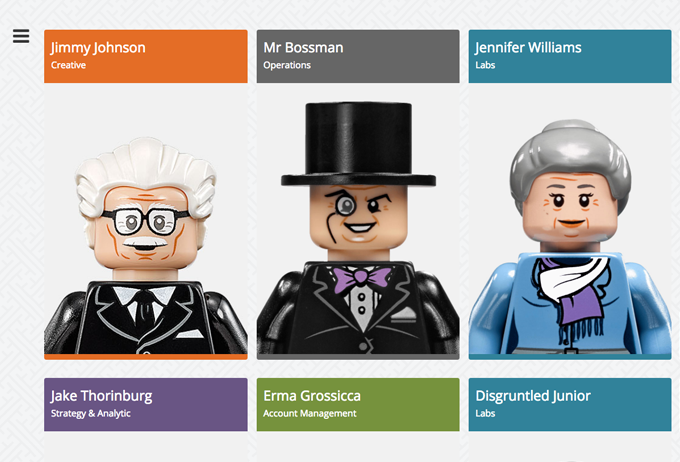 Jimmy Johnson
Creative
Mr Bossman
Operations
Jennifer Williams
Labs
Jake Thorinburg
Strategy & Analytic
Erma Grossicca
Account Management
Disgruntled Junior
Labs